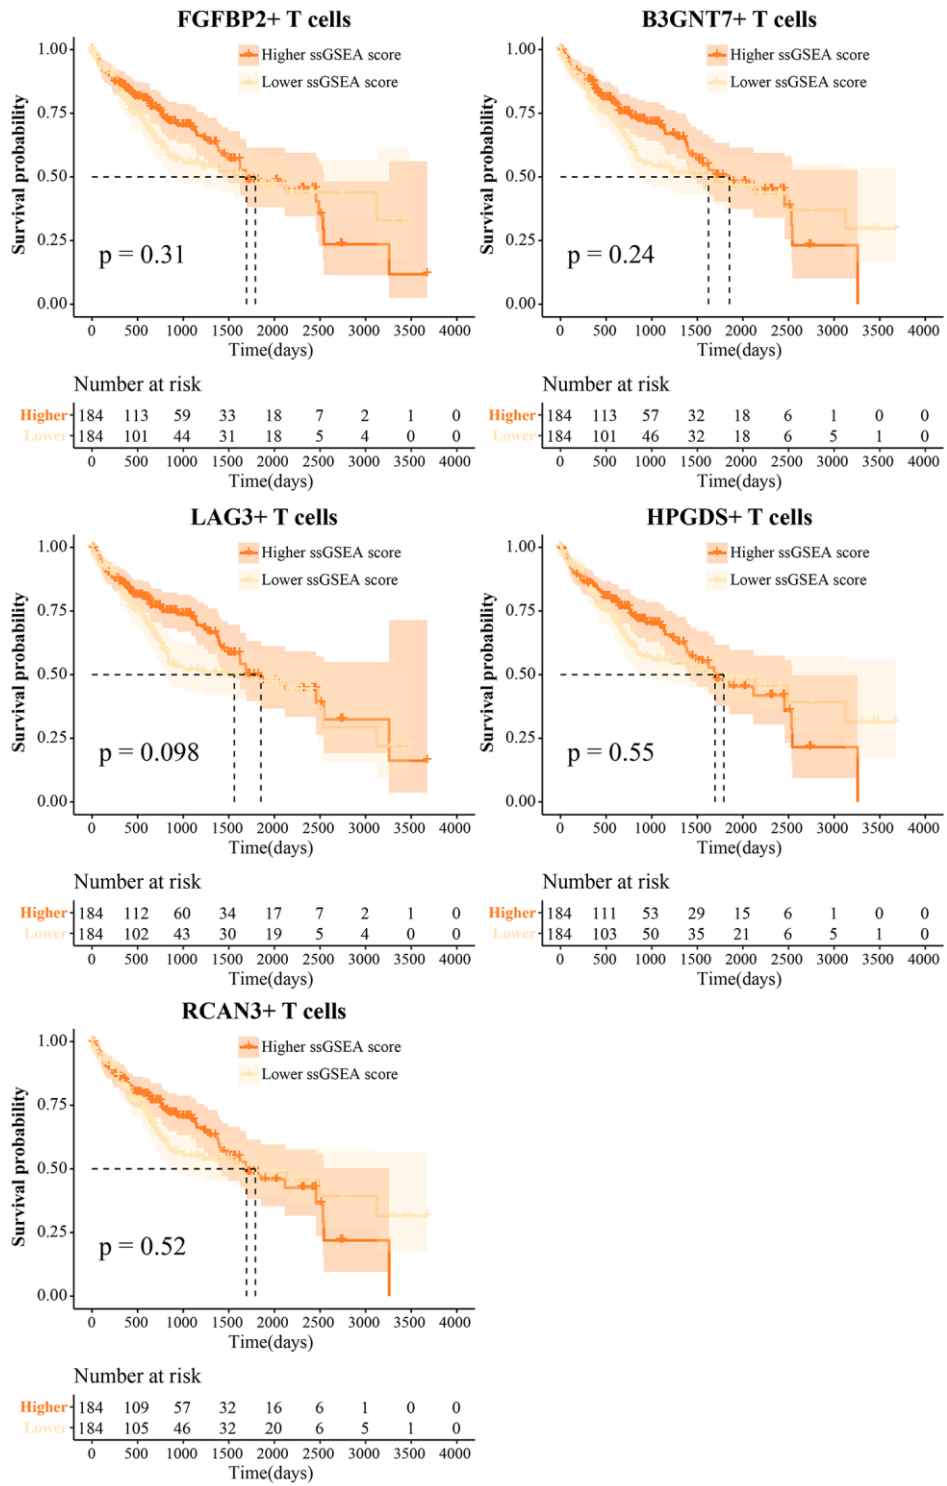 FGFBP2+ T cells
Higher ssGSEA score
Lower ssGSEA score
Survival probability
1.00
0.75
0.50
0.25
0.00
p = 0.31
0 500 1000 1500 2000 2500 3000 3500 4000
Time(days)
Number at risk
Higher 184 113 59 33 18 7 2 1 0
Lower 184 101 44 31 18 5 4 0 0
0 500 1000 1500 2000 2500 3000 3500 4000
Time(days)
B3GNT7+ T cells
Higher ssGSEA score
Lower ssGSEA score
Survival probability
1.00
0.75
0.50
0.25
0.00
p = 0.24
0 500 1000 1500 2000 2500 3000 3500 4000
Time(days)
Number at risk
Higher 184 113 57 32 18 6 1 0 0
Lower 184 101 46 32 18 6 5 1 0
0 500 1000 1500 2000 2500 3000 3500 4000
Time(days)
LAG3+ T cells
Higher ssGSEA score
Lower ssGSEA score
Survival probability
1.00
0.75
0.50
0.25
0.00
p = 0.098
0 500 1000 1500 2000 2500 3000 3500 4000
Time(days)
Number at risk
Higher 184 112 60 34 17 7 2 1 0
Lower 184 102 43 30 19 5 4 0 0
0 500 1000 1500 2000 2500 3000 3500 4000
Time(days)
HPGDS+ T cells
Higher ssGSEA score
Lower ssGSEA score
Survival probability
1.00
0.75
0.50
0.25
0.00
p = 0.55
0 500 1000 1500 2000 2500 3000 3500 4000
Time(days)
Number at risk
Higher 184 111 53 29 15 6 1 0 0
Lower 184 103 50 35 21 6 5 1 0
0 500 1000 1500 2000 2500 3000 3500 4000
Time(days)
RCAN3+ T cells
Higher ssGSEA score
Lower ssGSEA score
Survival probability
1.00
0.75
0.50
0.25
0.00
p = 0.52
0 500 1000 1500 2000 2500 3000 3500 4000
Time(days)
Number at risk
Higher 184 109 57 32 16 6 1 0 0
Lower 184 105 46 32 20 6 5 1 0
0 500 1000 1500 2000 2500 3000 3500 4000
Time(days)